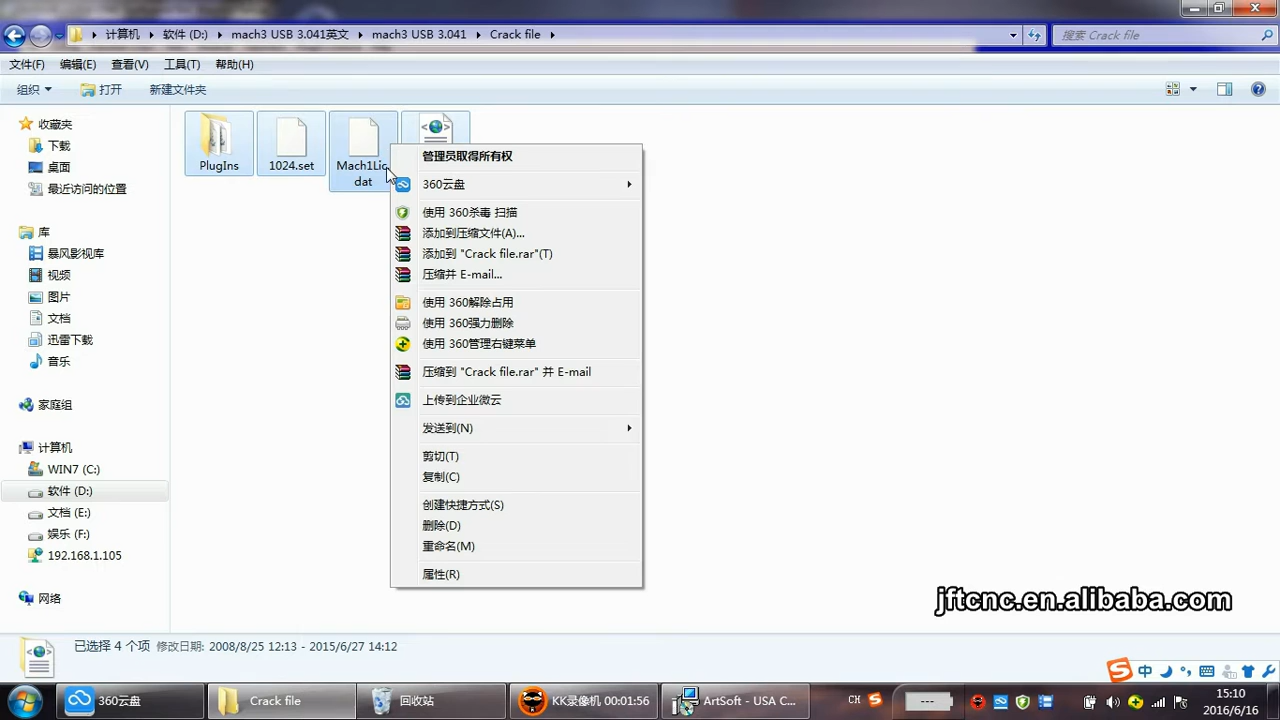 计算机 ▸ 软件 (D:) ▸ mach3 USB 3.041英文 ▸ mach3 USB 3.041 ▸ Crack file ▸
搜索 Crack file
文件(F) 编辑(E) 查看(V) 工具(T) 帮助(H)
组织 打开 新建文件夹
收藏夹
下载
桌面
最近访问的位置
库
暴风影视库
视频
图片
文档
迅雷下载
音乐
家庭组
计算机
WIN7 (C:)
软件 (D:)
文档 (E:)
娱乐 (F:)
192.168.1.105
网络
PlugIns
1024.set
Mach1Lic.
dat
管理员取得所有权
360云盘
使用 360杀毒 扫描
添加到压缩文件(A)...
添加到 "Crack file.rar"(T)
压缩并 E-mail...
使用 360解除占用
使用 360强力删除
使用 360管理右键菜单
压缩到 "Crack file.rar" 并 E-mail
上传到企业微云
发送到(N)
剪切(T)
复制(C)
创建快捷方式(S)
删除(D)
重命名(M)
属性(R)
jftcnc.en.alibaba.com
已选择 4 个项 修改日期: 2008/8/25 12:13 - 2015/6/27 14:12
中
360云盘
Crack file
回收站
KK录像机 00:01:56
ArtSoft - USA C...
CH
15:10
2016/6/16